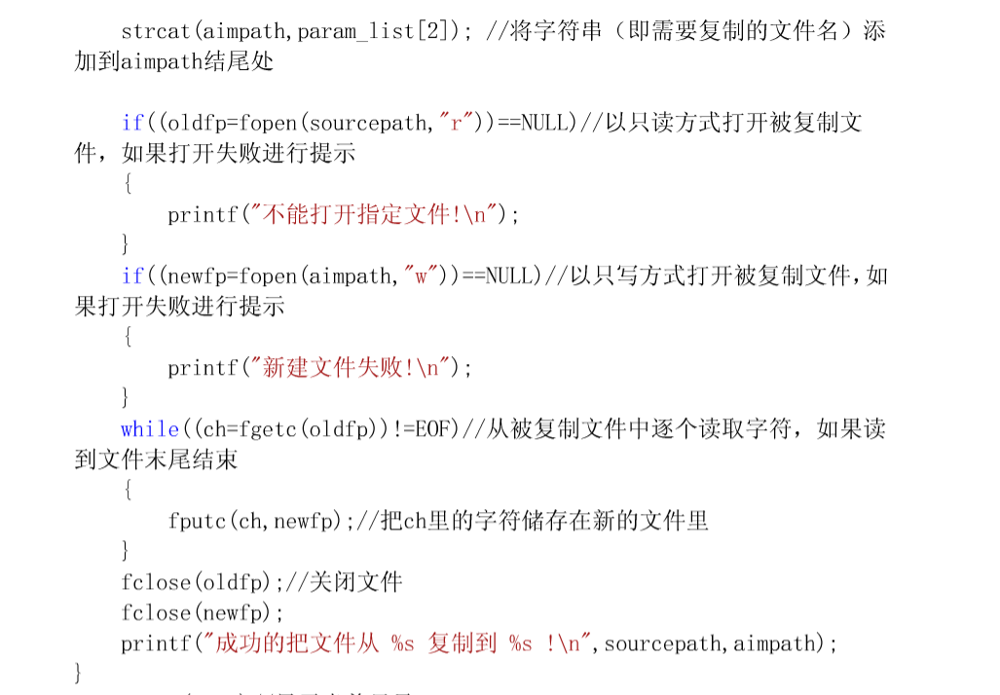 strcat(aimpath,param_list[2]); //将字符串（即需要复制的文件名）添
加到aimpath结尾处
if((oldfp=fopen(sourcepath,"r"))==NULL)//以只读方式打开被复制文
件，如果打开失败进行提示
{
printf("不能打开指定文件!\n");
}
if((newfp=fopen(aimpath,"w"))==NULL)//以只写方式打开被复制文件，如
果打开失败进行提示
{
printf("新建文件失败!\n");
}
while((ch=fgetc(oldfp))!=EOF)//从被复制文件中逐个读取字符，如果读
到文件末尾结束
{
fputc(ch,newfp);//把ch里的字符储存在新的文件里
}
fclose(oldfp);//关闭文件
fclose(newfp);
printf("成功的把文件从 %s 复制到 %s !\n",sourcepath,aimpath);
}